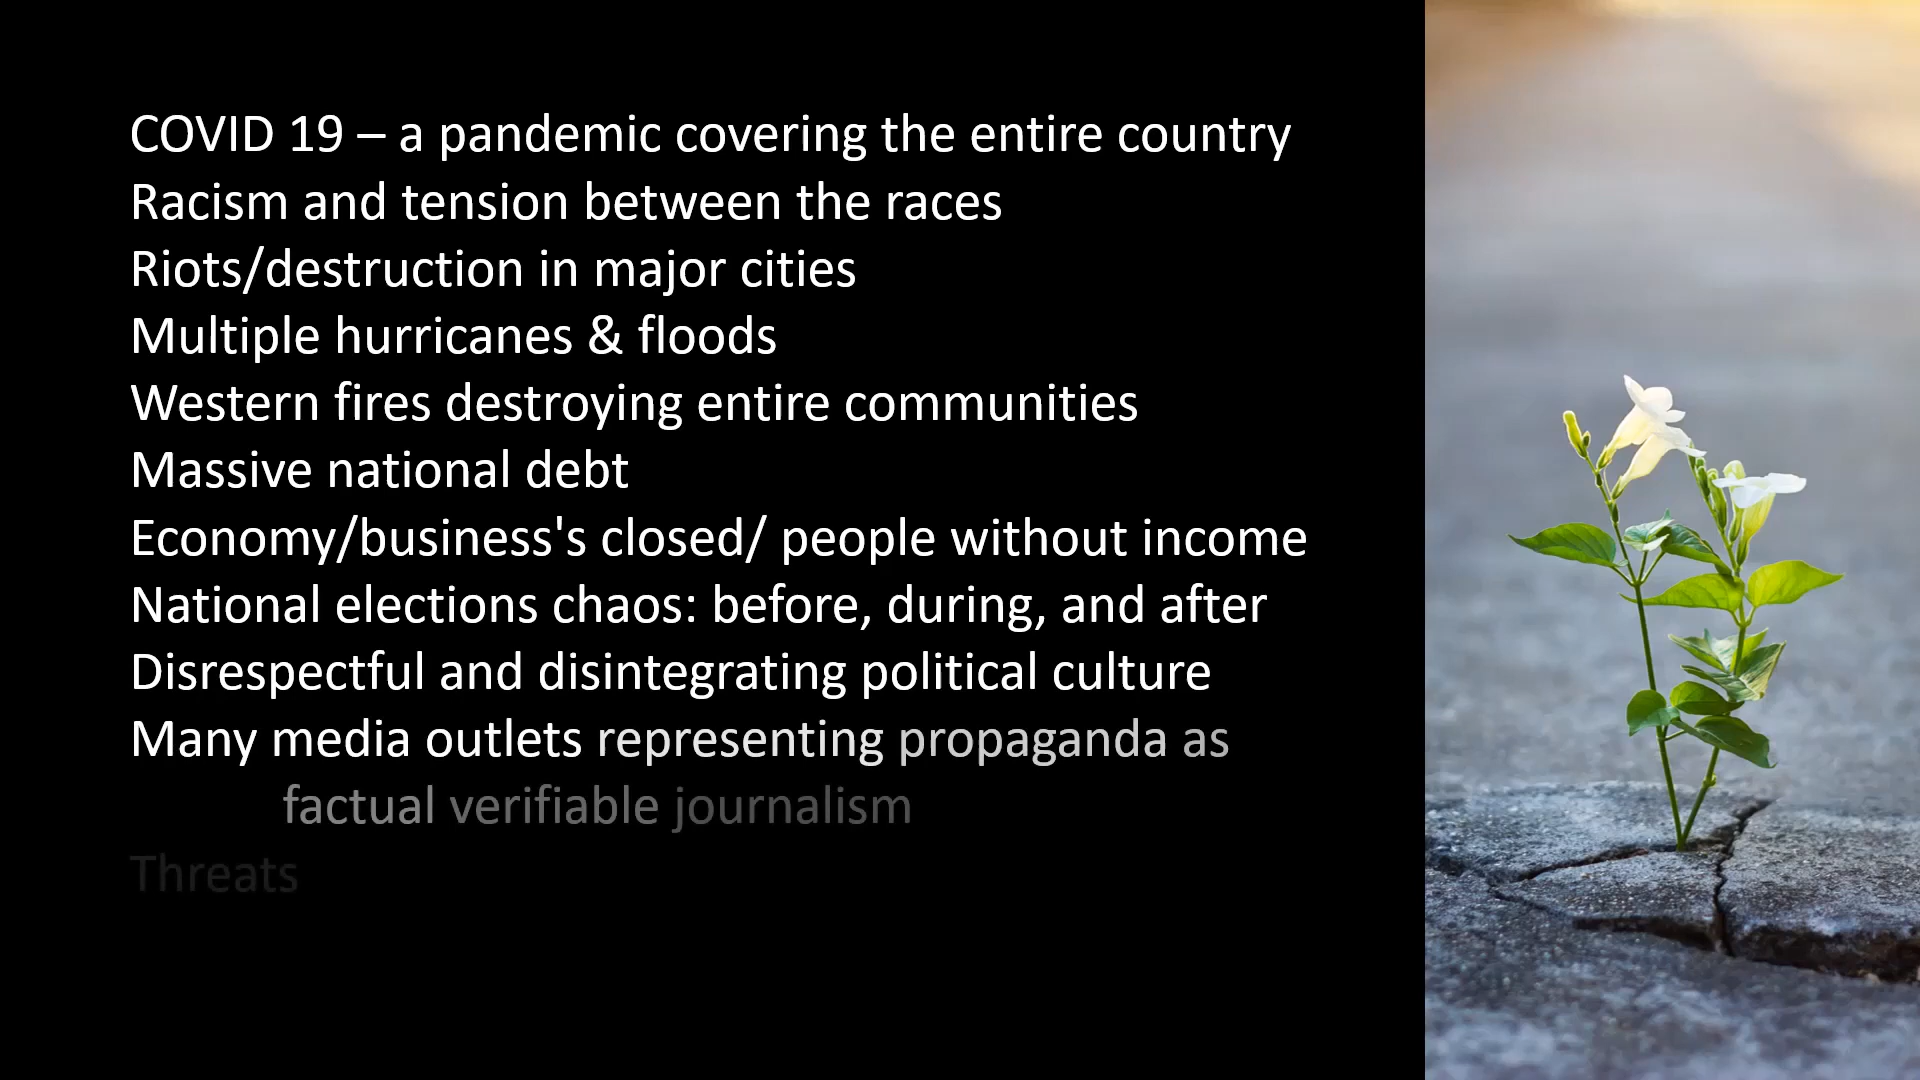 COVID 19 – a pandemic covering the entire country
Racism and tension between the races
Riots/destruction in major cities
Multiple hurricanes & floods
Western fires destroying entire communities
Massive national debt
Economy/business's closed/ people without income
National elections chaos: before, during, and after
Disrespectful and disintegrating political culture
Many media outlets representing propaganda as
factual verifiable journalism
Threats